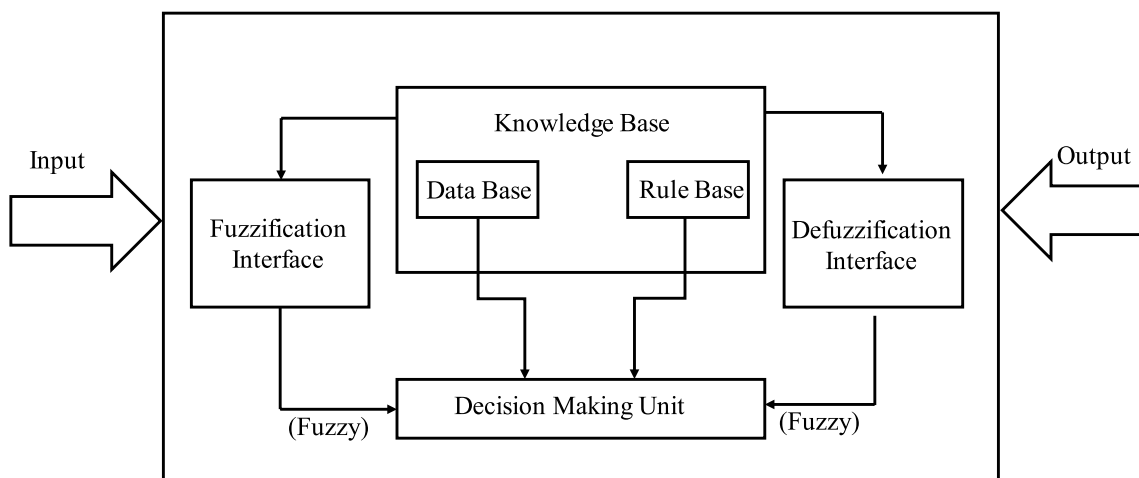 Knowledge Base
Input
Output
Data Base
Rule Base
Fuzzification
Interface
Defuzzification
Interface
Decision Making Unit
(Fuzzy)
(Fuzzy)